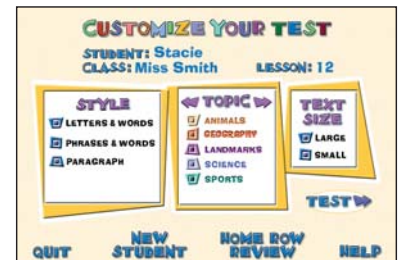 CUSTOMIZE YOUR TEST
STUDENT: Stacie
CLASS: Miss Smith LESSON: 12
STYLE
LETTERS & WORDS
PHRASES & WORDS
PARAGRAPH
TOPIC
ANIMALS
GEOGRAPHY
LANDMARKS
SCIENCE
SPORTS
TEXT
SIZE
LARGE
SMALL
TEST
QUIT
NEW
STUDENT
HOME ROW
REVIEW
HELP